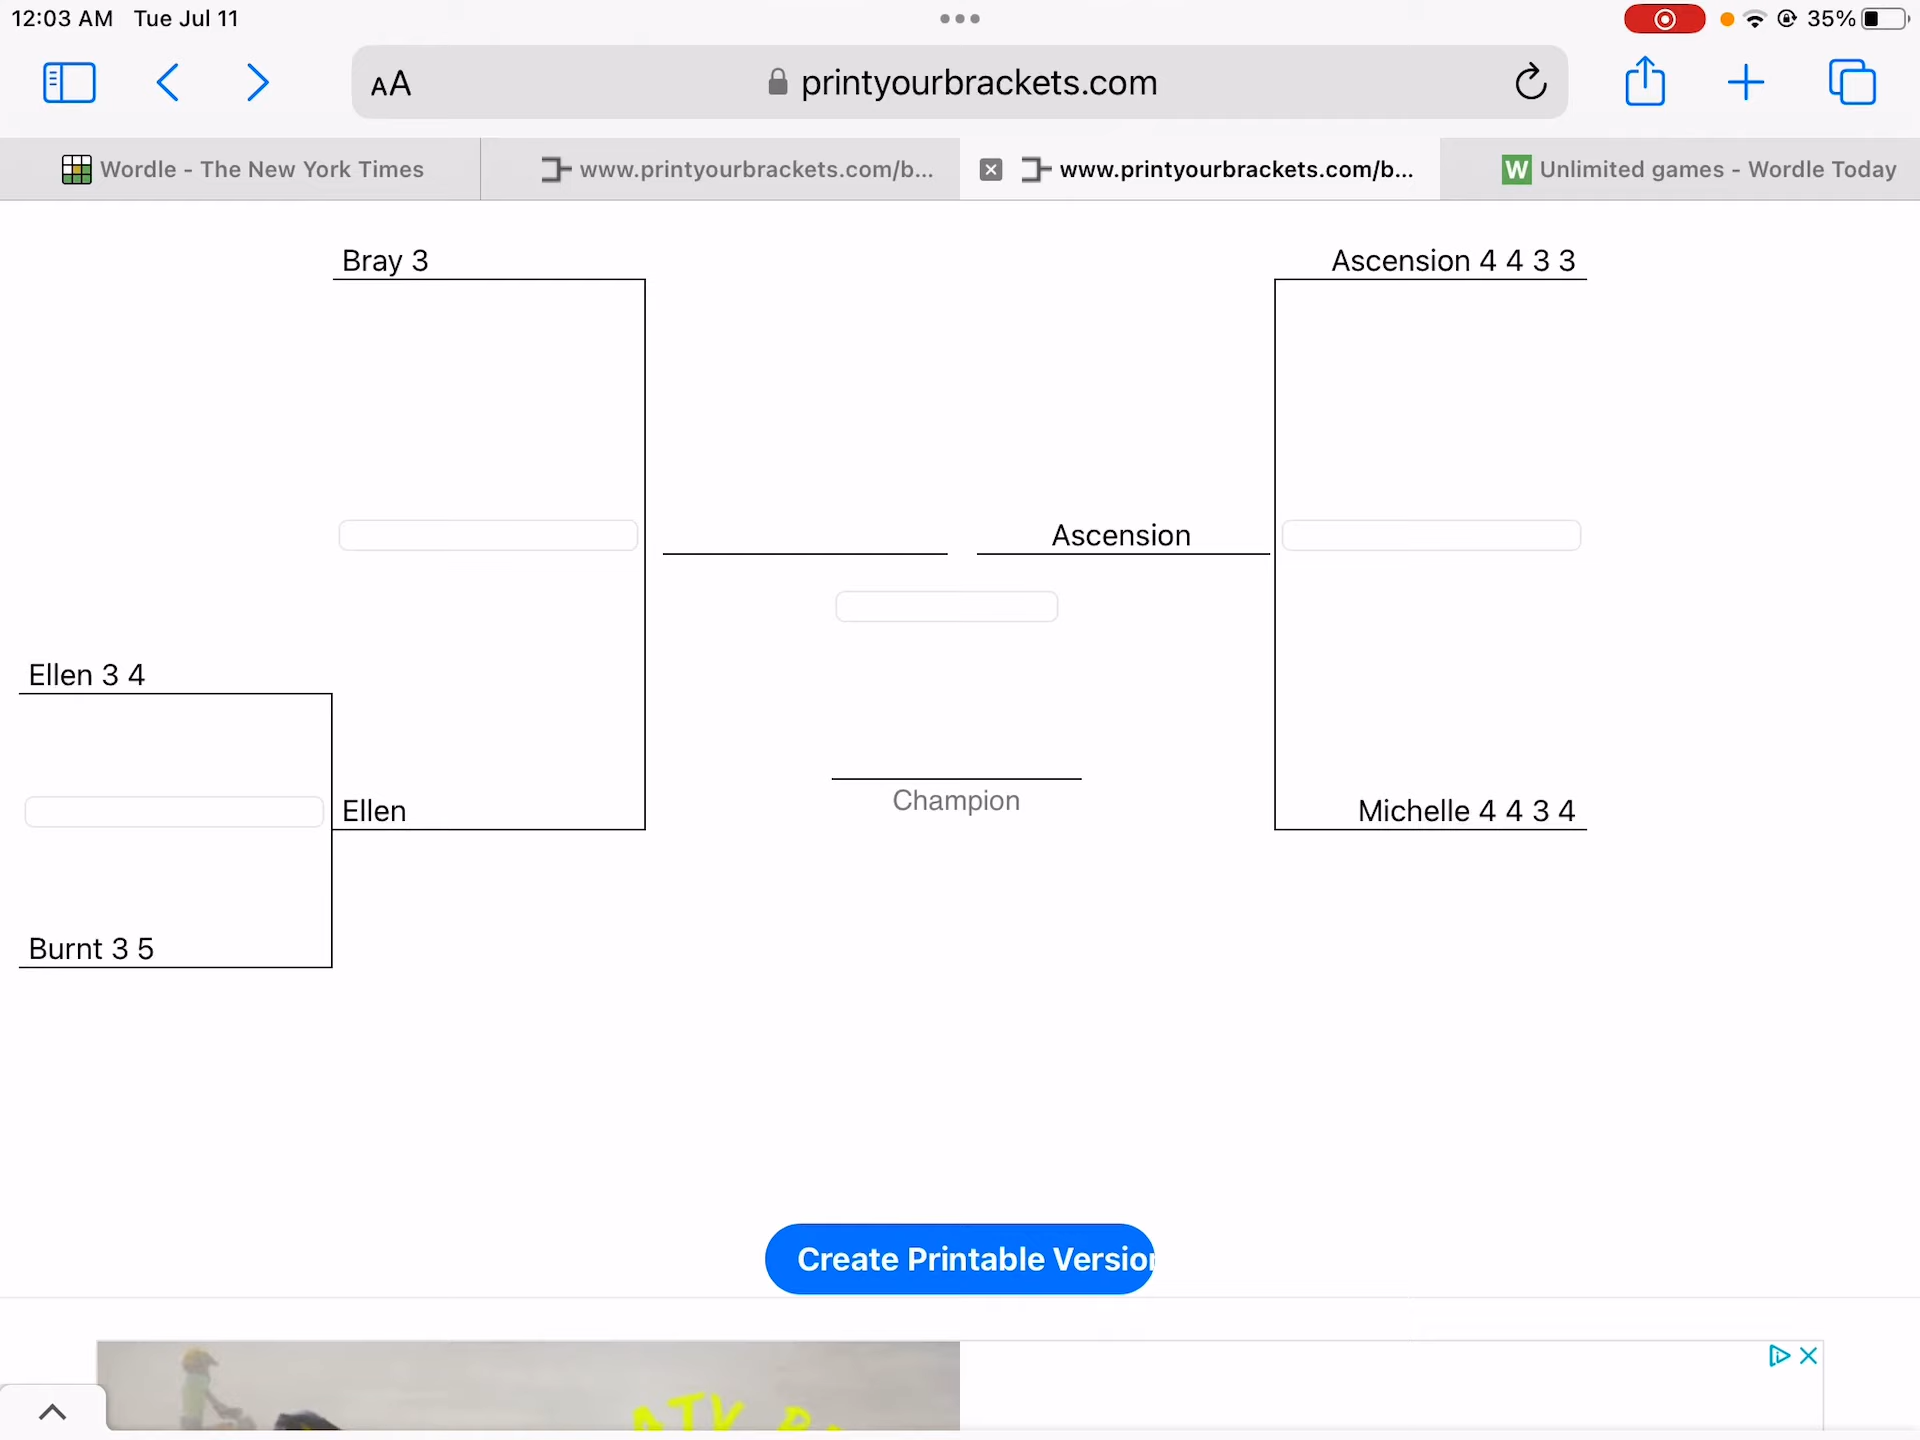 12:03 AM Tue Jul 11
35%
AA
printyourbrackets.com
Wordle - The New York Times
www.printyourbrackets.com/b...
www.printyourbrackets.com/b...
W Unlimited games - Wordle Today
Bray 3
Ascension 4 4 3 3
Ascension
Ellen 3 4
Ellen
Champion
Michelle 4 4 3 4
Burnt 3 5
Create Printable Version
ATV